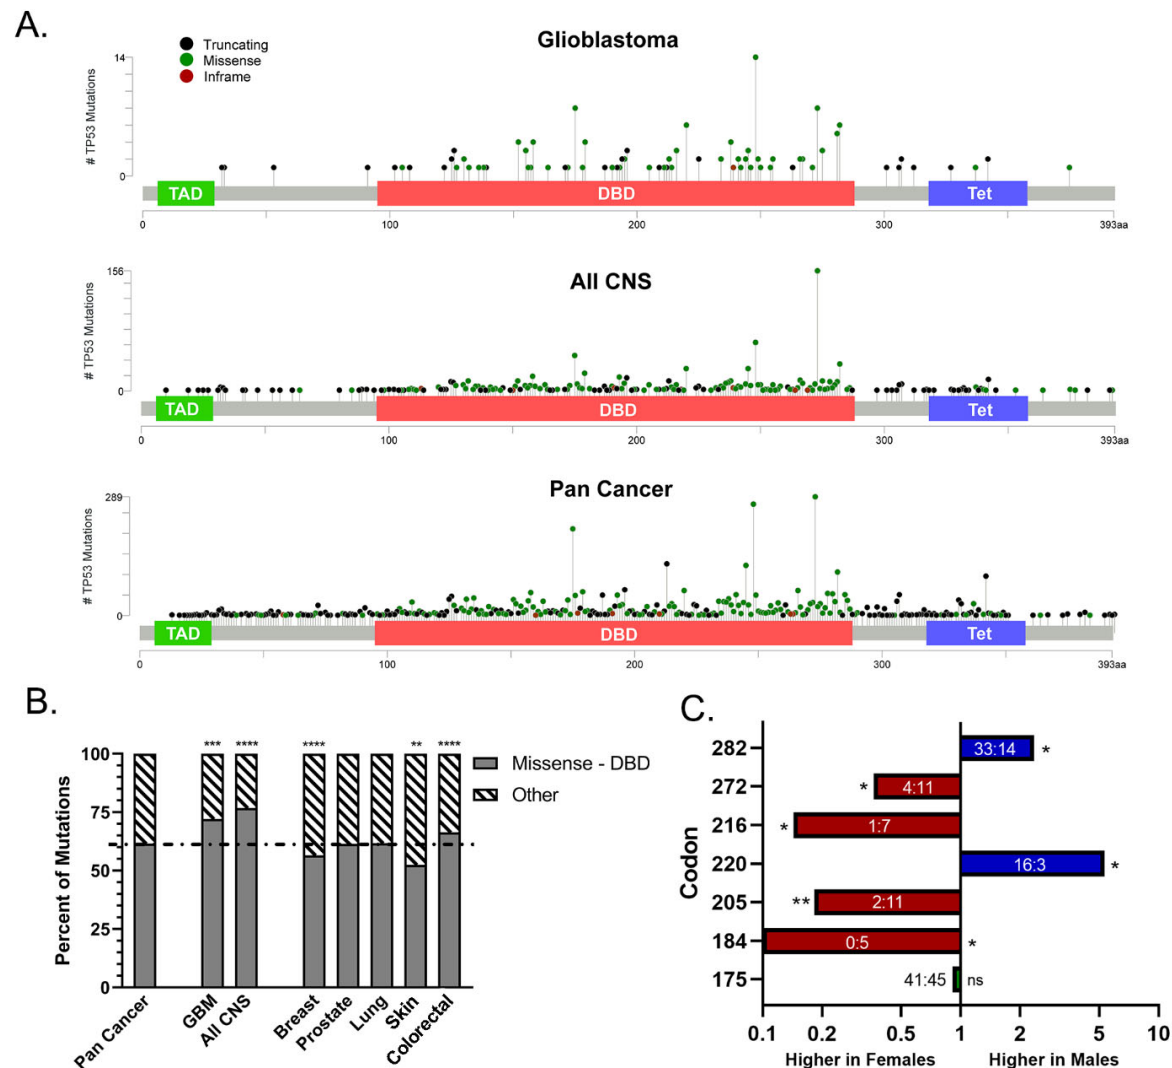 A.
Glioblastoma
Truncating
Missense
Inframe
14
0
# TP53 Mutations
TAD
DBD
Tet
0
100
200
300
393aa
All CNS
156
0
# TP53 Mutations
TAD
DBD
Tet
0
100
200
300
393aa
Pan Cancer
289
0
# TP53 Mutations
TAD
DBD
Tet
0
100
200
300
393aa
B.
Percent of Mutations
100
75
50
25
0
***
****
****
**
****
Missense - DBD
Other
Pan Cancer
GBM
All CNS
Breast
Prostate
Lung
Skin
Colorectal
C.
Codon
282
33:14
*
272
*
4:11
216
*
1:7
220
16:3
*
205
**
2:11
184
0:5
*
175
41:45
ns
0.1
0.2
0.5
1
2
5
10
Higher in Females
Higher in Males